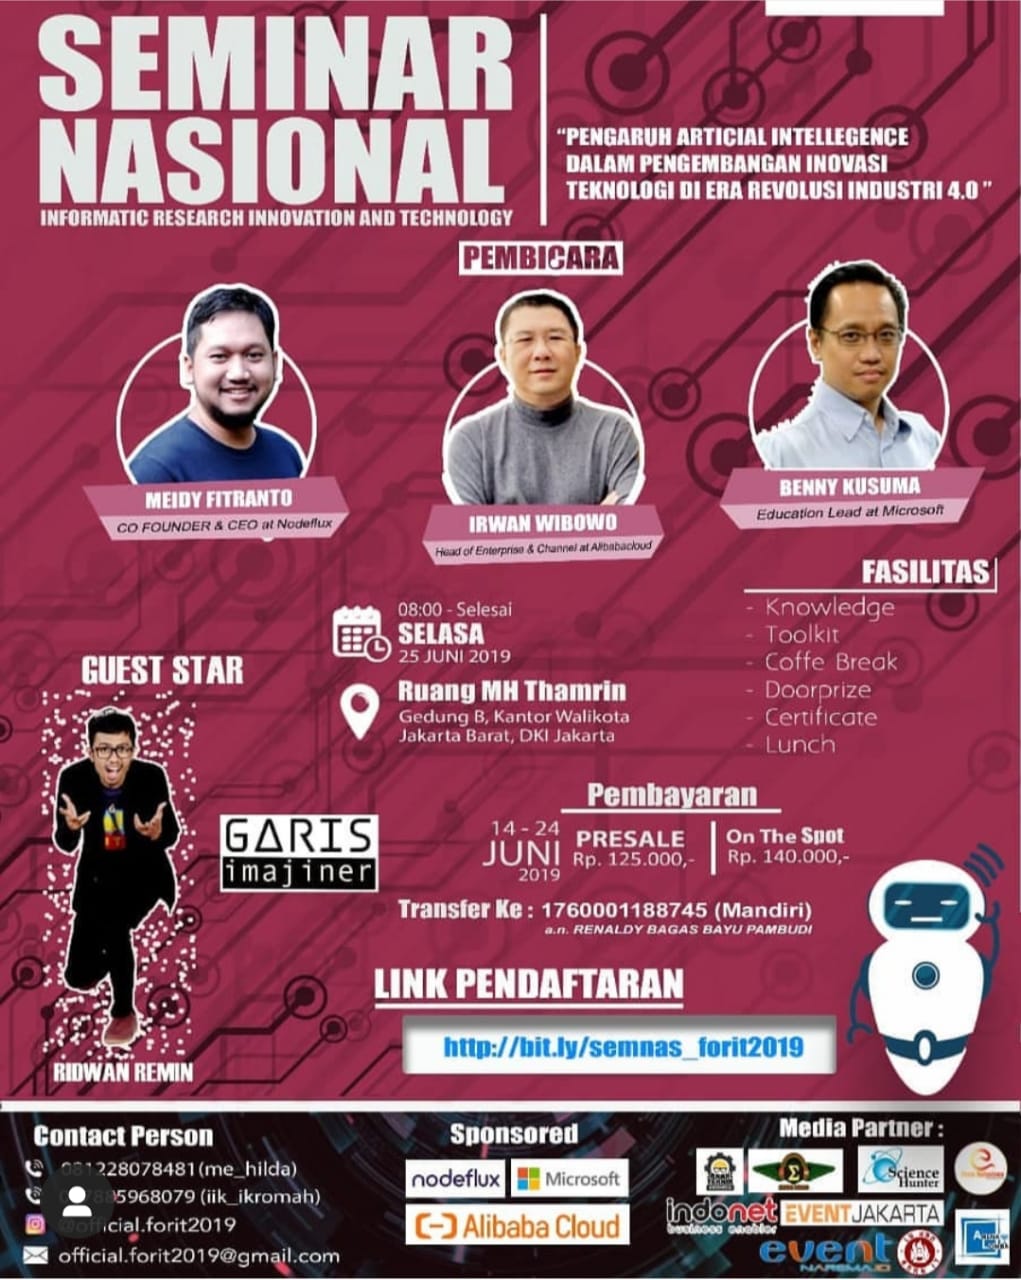 SEMINAR
NASIONAL
INFORMATIC RESEARCH INNOVATION AND TECHNOLOGY
“PENGARUH ARTICIAL INTELLEGENCE
DALAM PENGEMBANGAN INOVASI
TEKNOLOGI DI ERA REVOLUSI INDUSTRI 4.0 ”
PEMBICARA
MEIDY FITRANTO
CO FOUNDER & CEO at Nodeflux
IRWAN WIBOWO
Head of Enterprise & Channel at Alibabacloud
BENNY KUSUMA
Education Lead at Microsoft
08:00 - Selesai
SELASA
25 JUNI 2019
Ruang MH Thamrin
Gedung B, Kantor Walikota
Jakarta Barat, DKI Jakarta
FASILITAS
- Knowledge
- Toolkit
- Coffe Break
- Doorprize
- Certificate
- Lunch
GUEST STAR
RIDWAN REMIN
GARIS
imajiner
Pembayaran
14 - 24
JUNI
2019
PRESALE
Rp. 125.000,-
On The Spot
Rp. 140.000,-
Transfer Ke : 1760001188745 (Mandiri)
a.n. RENALDY BAGAS BAYU PAMBUDI
LINK PENDAFTARAN
http://bit.ly/semnas_forit2019
Contact Person
081228078481 (me_hilda)
85968079 (iik_ikromah)
official.forit2019
official.forit2019@gmail.com
Sponsored
nodeflux
Microsoft
Alibaba Cloud
Media Partner :
Science
Hunter
indonet
business enabler
EVENTJAKARTA
event